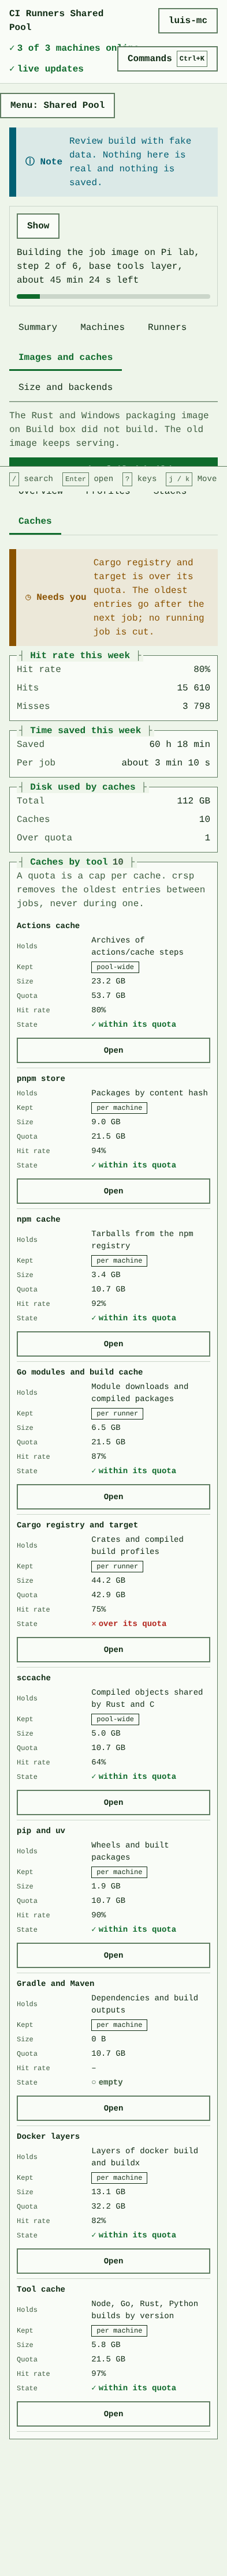 CI Runners Shared
Pool
luis-mc
✓ 3 of 3 machines
✓ live updates
Commands Ctrl+K
Menu: Shared Pool
ⓘ Note
Review build with fake
data. Nothing here is
real and nothing is
saved.
Show
Building the job image on Pi lab,
step 2 of 6, base tools layer,
about 45 min 24 s left
Summary Machines Runners
Images and caches
Size and backends
The Rust and Windows packaging image
on Build box did not build. The old
image keeps serving.
/ search Enter open ? keys j / k Move
Overview Profiles Stacks
Caches
◷ Needs you
Cargo registry and
target is over its
quota. The oldest
entries go after the
next job; no running
job is cut.
Hit rate this week
Hit rate 80%
Hits 15 610
Misses 3 798
Time saved this week
Saved 60 h 18 min
Per job about 3 min 10 s
Disk used by caches
Total 112 GB
Caches 10
Over quota 1
Caches by tool 10
A quota is a cap per cache. crsp
removes the oldest entries between
jobs, never during one.
Actions cache
Holds Archives of
actions/cache steps
Kept pool-wide
Size 23.2 GB
Quota 53.7 GB
Hit rate 80%
State ✓ within its quota
Open
pnpm store
Holds Packages by content hash
Kept per machine
Size 9.0 GB
Quota 21.5 GB
Hit rate 94%
State ✓ within its quota
Open
npm cache
Holds Tarballs from the npm
registry
Kept per machine
Size 3.4 GB
Quota 10.7 GB
Hit rate 92%
State ✓ within its quota
Open
Go modules and build cache
Holds Module downloads and
compiled packages
Kept per runner
Size 6.5 GB
Quota 21.5 GB
Hit rate 87%
State ✓ within its quota
Open
Cargo registry and target
Holds Crates and compiled
build profiles
Kept per runner
Size 44.2 GB
Quota 42.9 GB
Hit rate 75%
State ✕ over its quota
Open
sccache
Holds Compiled objects shared
by Rust and C
Kept pool-wide
Size 5.0 GB
Quota 10.7 GB
Hit rate 64%
State ✓ within its quota
Open
pip and uv
Holds Wheels and built
packages
Kept per machine
Size 1.9 GB
Quota 10.7 GB
Hit rate 90%
State ✓ within its quota
Open
Gradle and Maven
Holds Dependencies and build
outputs
Kept per machine
Size 0 B
Quota 10.7 GB
Hit rate –
State ○ empty
Open
Docker layers
Holds Layers of docker build
and buildx
Kept per machine
Size 13.1 GB
Quota 32.2 GB
Hit rate 82%
State ✓ within its quota
Open
Tool cache
Holds Node, Go, Rust, Python
builds by version
Kept per machine
Size 5.8 GB
Quota 21.5 GB
Hit rate 97%
State ✓ within its quota
Open